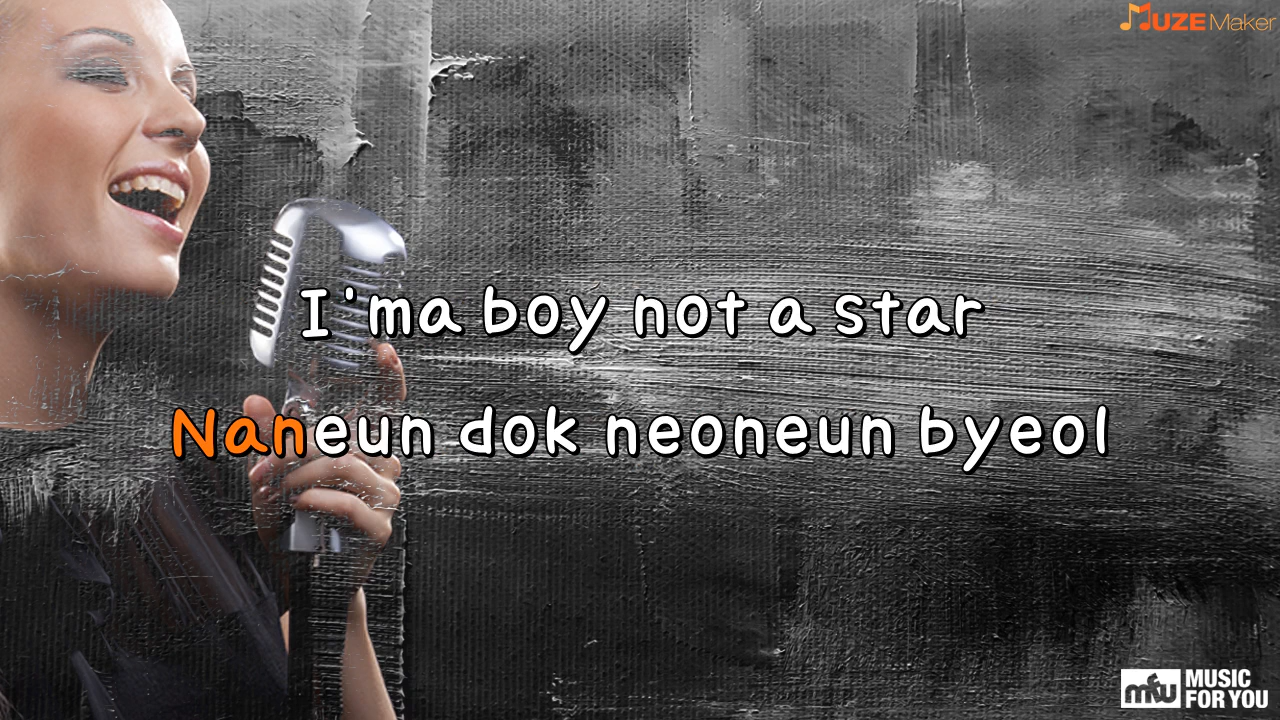 MUZE Maker
I'ma boy not a star
Naneun dok neoneun byeol
mfu MUSIC
FOR YOU